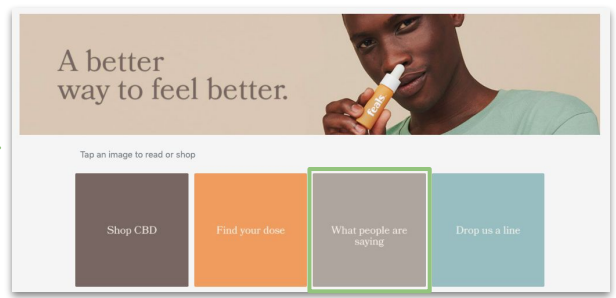 A better
way to feel better.
feals
Tap an image to read or shop
Shop CBD
Find your dose
What people are
saying
Drop us a line